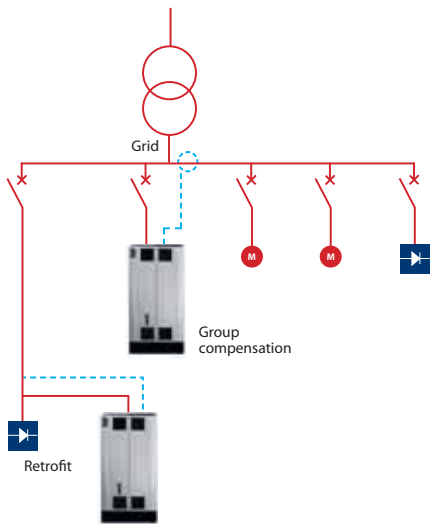 Grid
M
M
Group
compensation
Retrofit